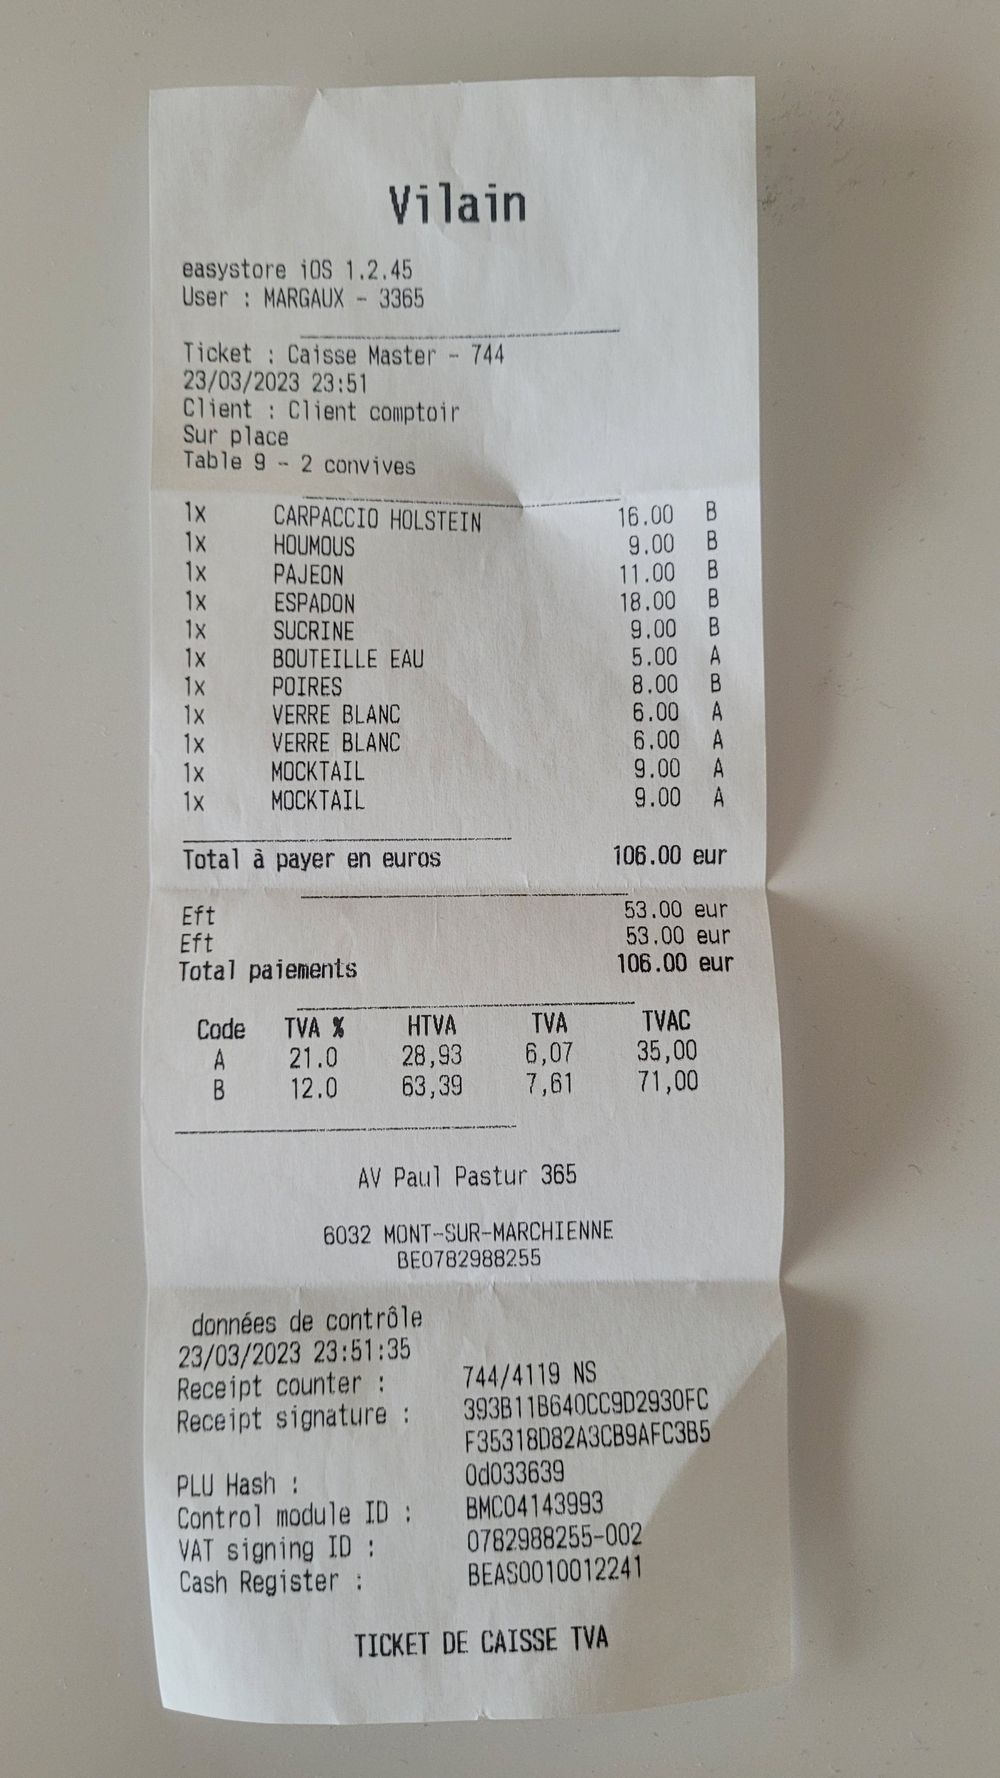 Vilain
easystore iOS 1.2.45
User : MARGAUX - 3365
Ticket : Caisse Master - 744
23/03/2023 23:51
Client : Client comptoir
Sur place
Table 9 - 2 convives
1x CARPACCIO HOLSTEIN 16.00 B
1x HOUMOUS 9.00 B
1x PAJEON 11.00 B
1x ESPADON 18.00 B
1x SUCRINE 9.00 B
1x BOUTEILLE EAU 5.00 A
1x POIRES 8.00 B
1x VERRE BLANC 6.00 A
1x VERRE BLANC 6.00 A
1x MOCKTAIL 9.00 A
1x MOCKTAIL 9.00 A
Total à payer en euros 106.00 eur
Eft 53.00 eur
Eft 53.00 eur
Total paiements 106.00 eur
Code TVA % HTVA TVA TVAC
A 21.0 28,93 6,07 35,00
B 12.0 63,39 7,61 71,00
AV Paul Pastur 365
6032 MONT-SUR-MARCHIENNE
BE0782988255
données de contrôle
23/03/2023 23:51:35
Receipt counter : 744/4119 NS
Receipt signature : 393B11B640CC9D2930FC
F35318D82A3CB9AFC3B5
PLU Hash : 0d033639
Control module ID : BMC04143993
VAT signing ID : 0782988255-002
Cash Register : BEAS0010012241
TICKET DE CAISSE TVA